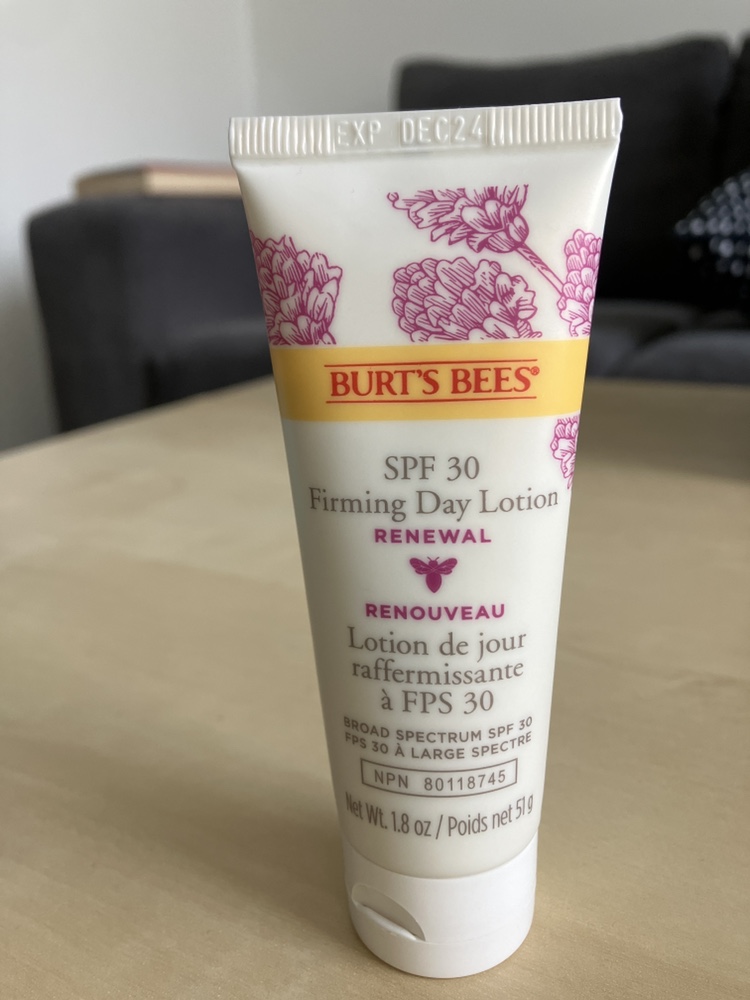 EXP DEC24
BURT'S BEES®
SPF 30
Firming Day Lotion
RENEWAL
RENOUVEAU
Lotion de jour
raffermissante
à FPS 30
BROAD SPECTRUM SPF 30
FPS 30 À LARGE SPECTRE
NPN 80118745
Net Wt. 1.8 oz / Poids net 51 g